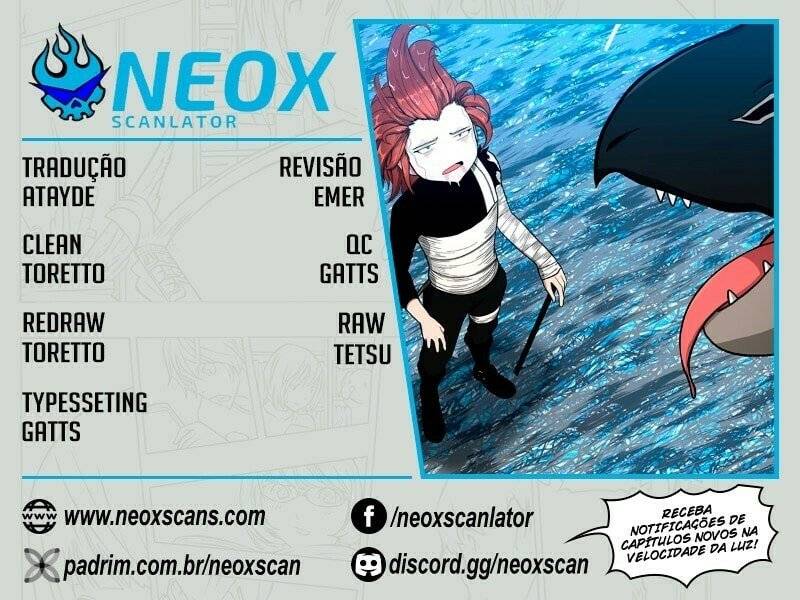 NEOX
SCANLATOR
TRADUÇÃO
ATAYDE
REVISÃO
EMER
CLEAN
TORETTO
QC
GATTS
REDRAW
TORETTO
RAW
TETSU
TYPESSETING
GATTS
www.neoxscans.com
f /neoxscanlator
padrim.com.br/neoxscan
discord.gg/neoxscan
RECEBA
NOTIFICAÇÕES DE
CAPÍTULOS NOVOS NA
VELOCIDADE DA LUZ!